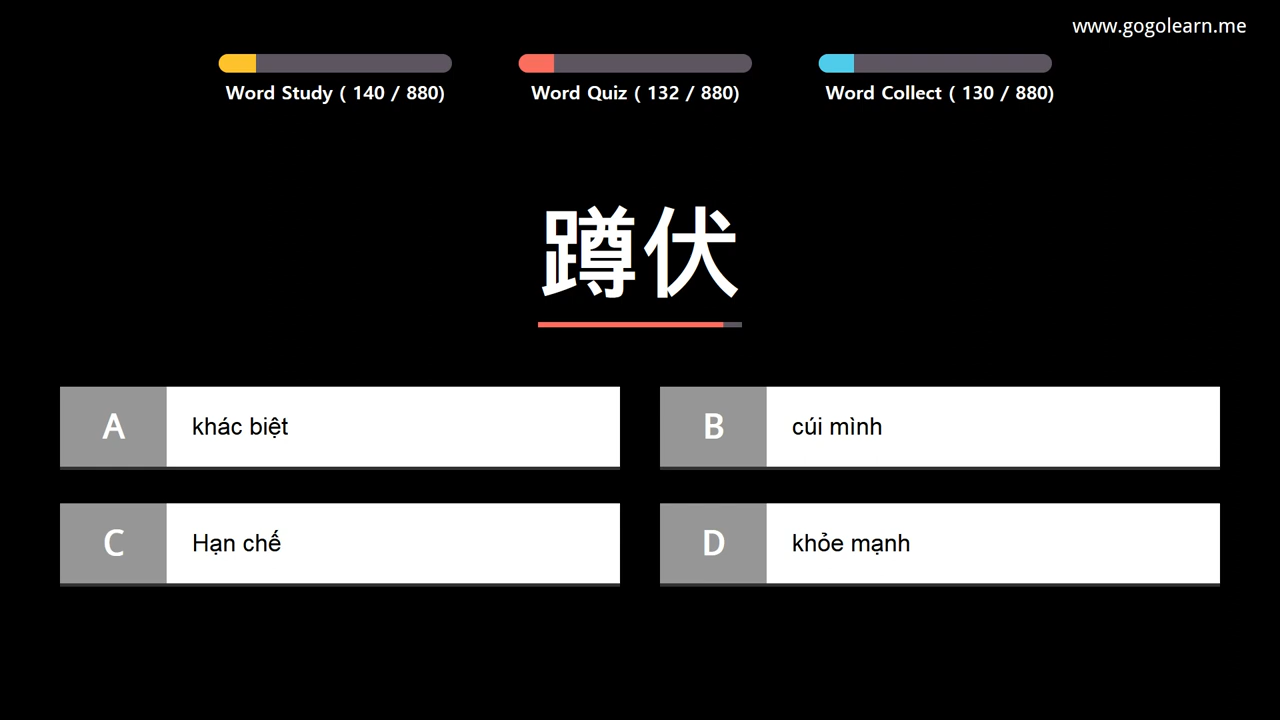 www.gogolearn.me
Word Study ( 140 / 880)
Word Quiz ( 132 / 880)
Word Collect ( 130 / 880)
蹲伏
A
khác biệt
B
cúi mình
C
Hạn chế
D
khỏe mạnh